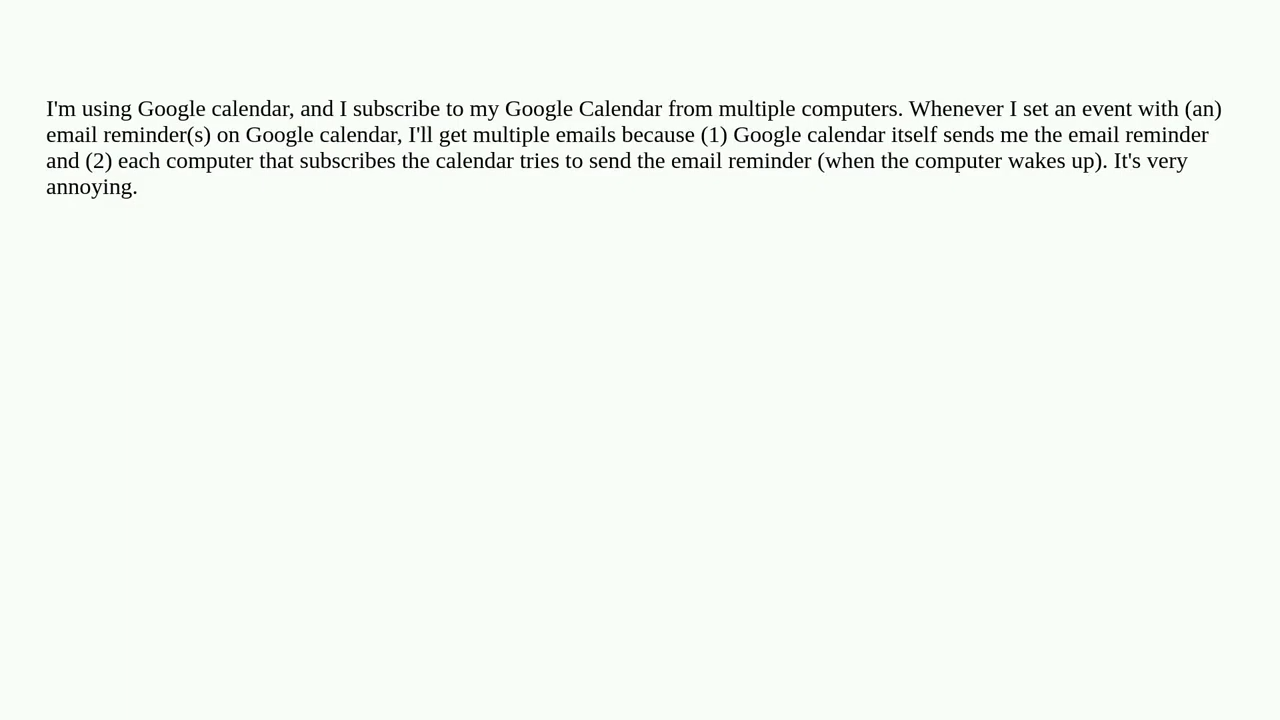 I'm using Google calendar, and I subscribe to my Google Calendar from multiple computers. Whenever I set an event with (an)
email reminder(s) on Google calendar, I'll get multiple emails because (1) Google calendar itself sends me the email reminder
and (2) each computer that subscribes the calendar tries to send the email reminder (when the computer wakes up). It's very
annoying.